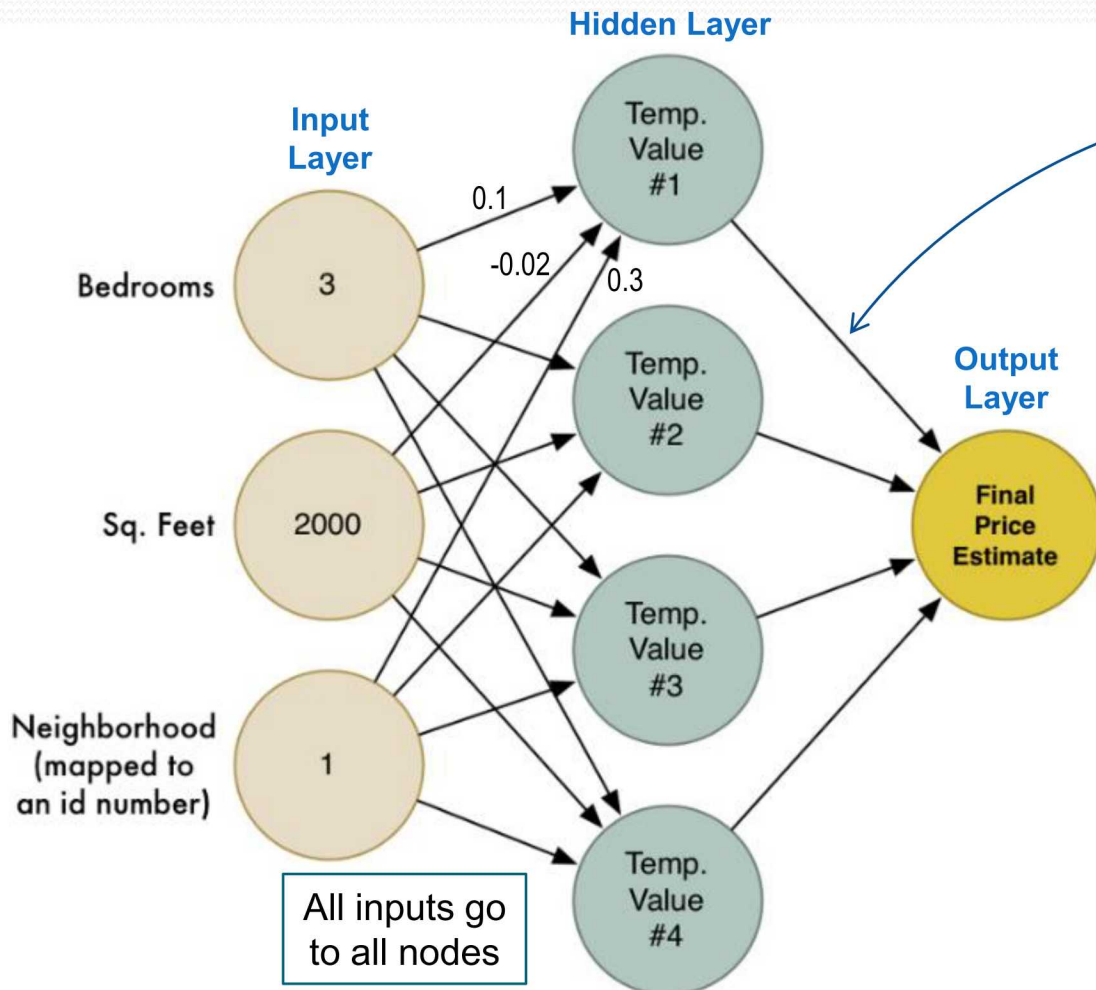 Hidden Layer
Input
Layer
Temp.
Value
#1
0.1
-0.02
0.3
Bedrooms
3
Temp.
Value
#2
Output
Layer
Sq. Feet
2000
Final
Price
Estimate
Temp.
Value
#3
Neighborhood
(mapped to
an id number)
1
Temp.
Value
#4
All inputs go
to all nodes